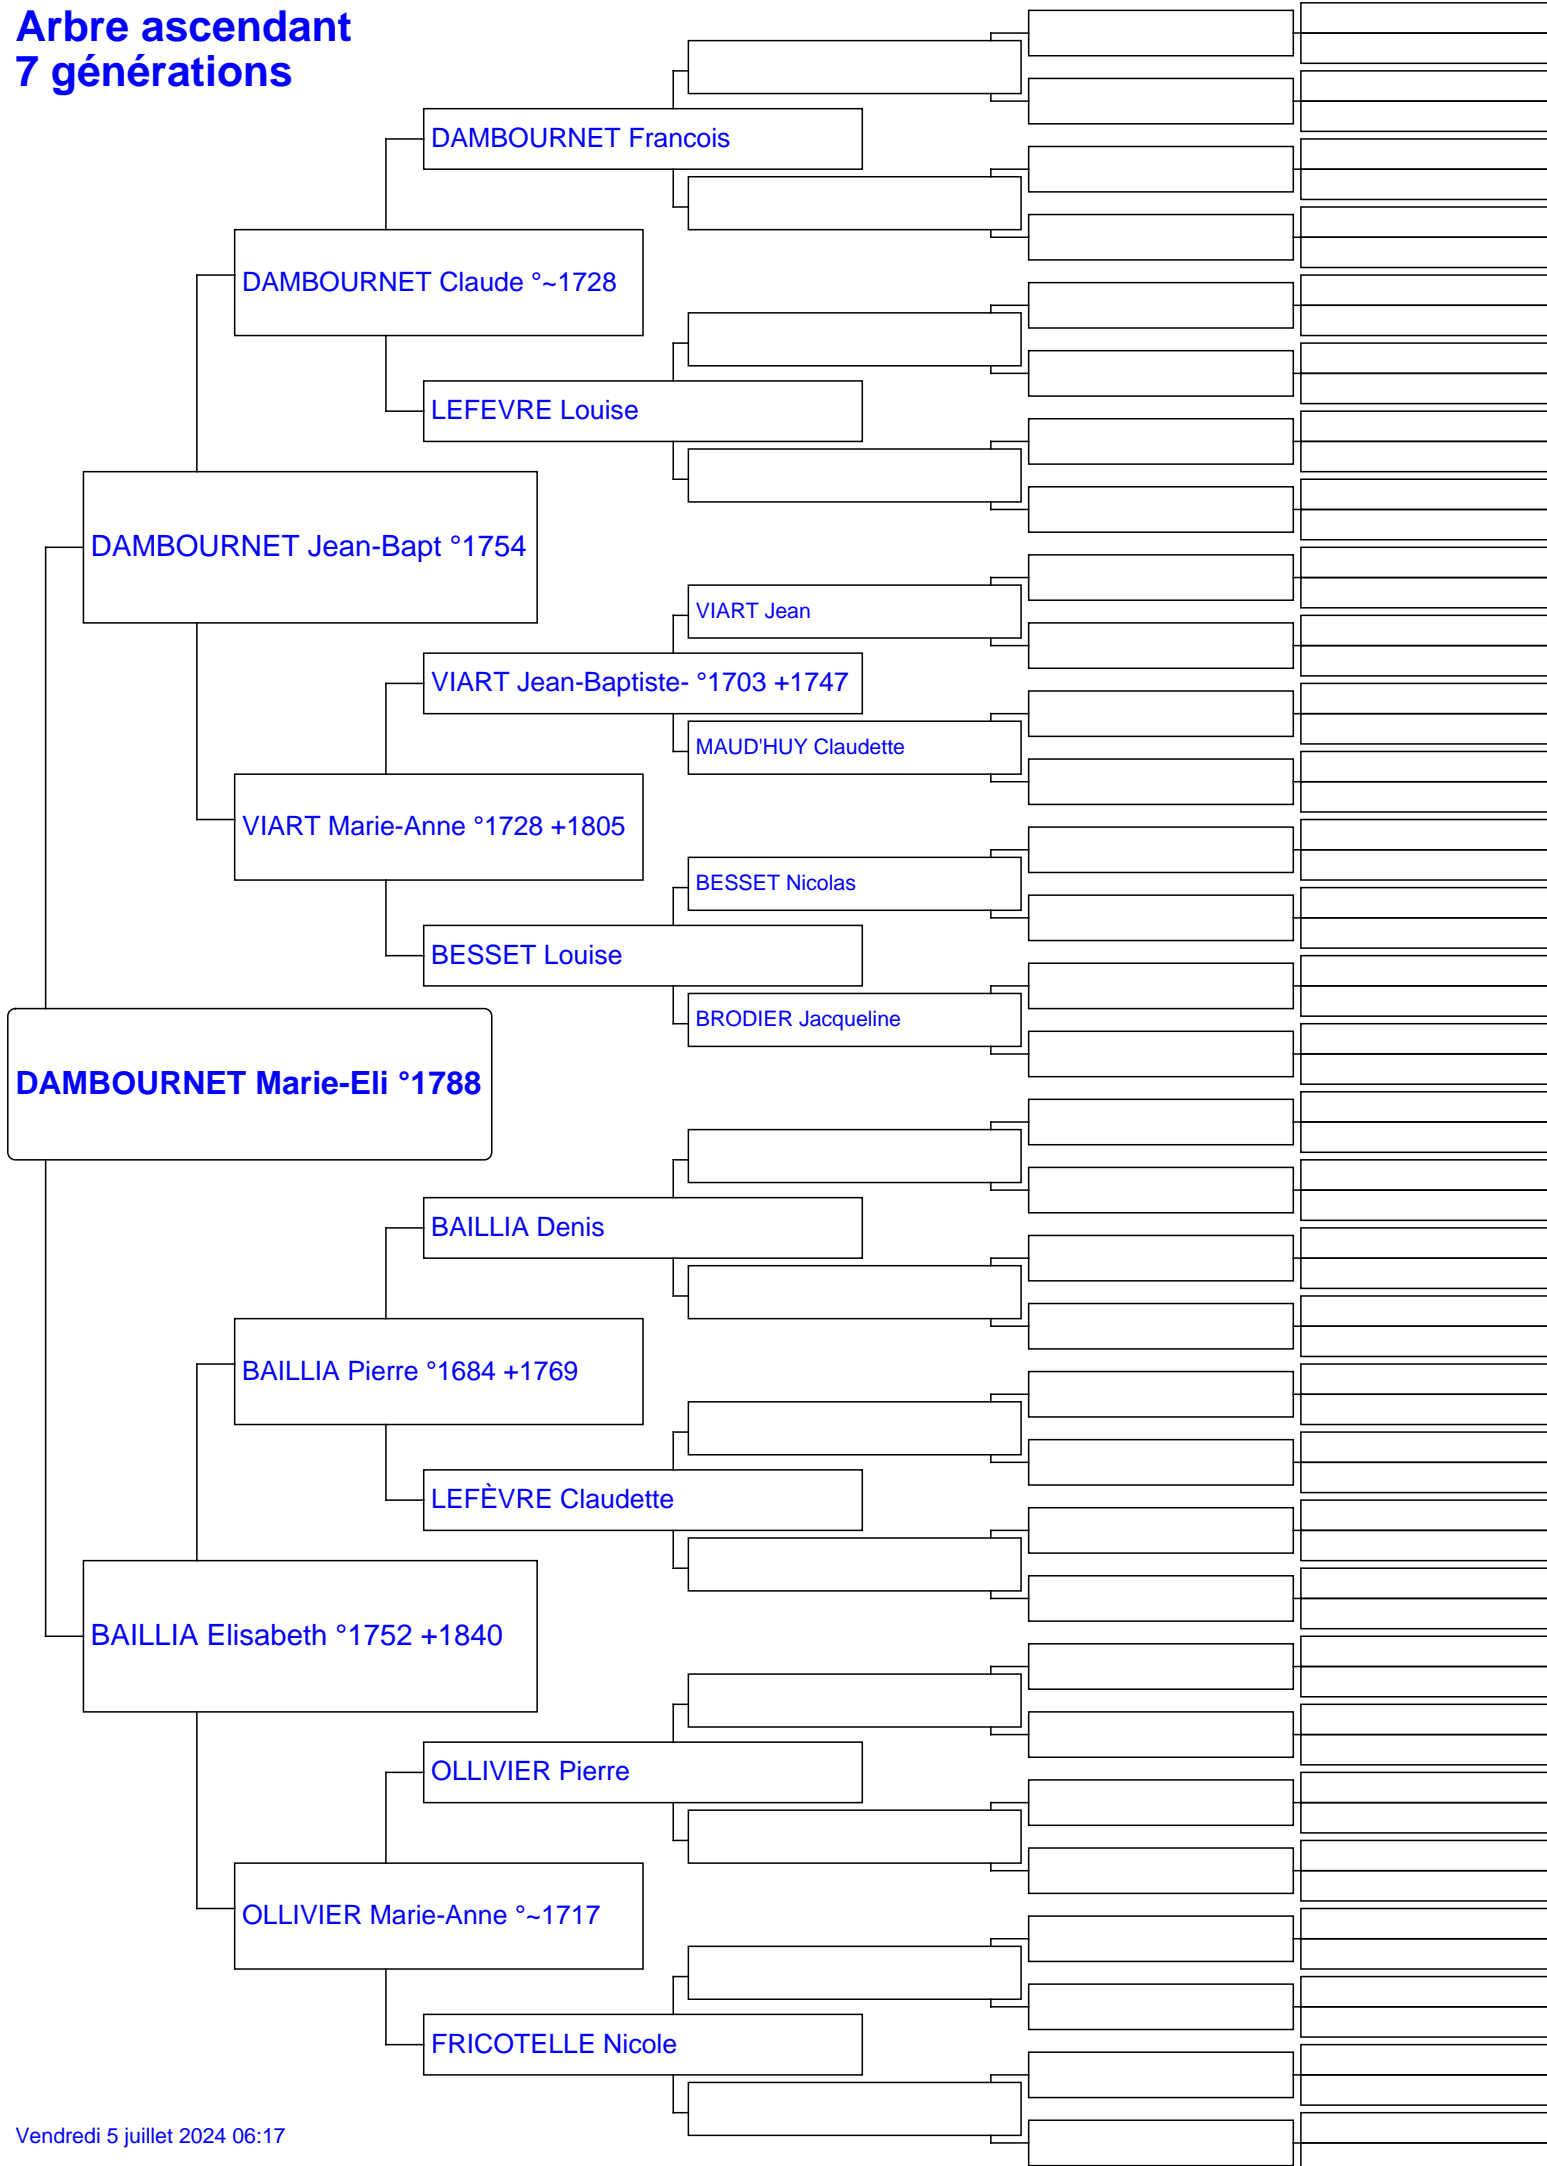 Arbre ascendant
7 générations
DAMBOURNET Francois
DAMBOURNET Claude °~1728
LEFEVRE Louise
DAMBOURNET Jean-Bapt °1754
VIART Jean
VIART Jean-Baptiste- °1703 +1747
MAUD'HUY Claudette
VIART Marie-Anne °1728 +1805
BESSET Nicolas
BESSET Louise
BRODIER Jacqueline
DAMBOURNET Marie-Eli °1788
BAILLIA Denis
BAILLIA Pierre °1684 +1769
LEFÈVRE Claudette
BAILLIA Elisabeth °1752 +1840
OLLIVIER Pierre
OLLIVIER Marie-Anne °~1717
FRICOTELLE Nicole
Vendredi 5 juillet 2024 06:17